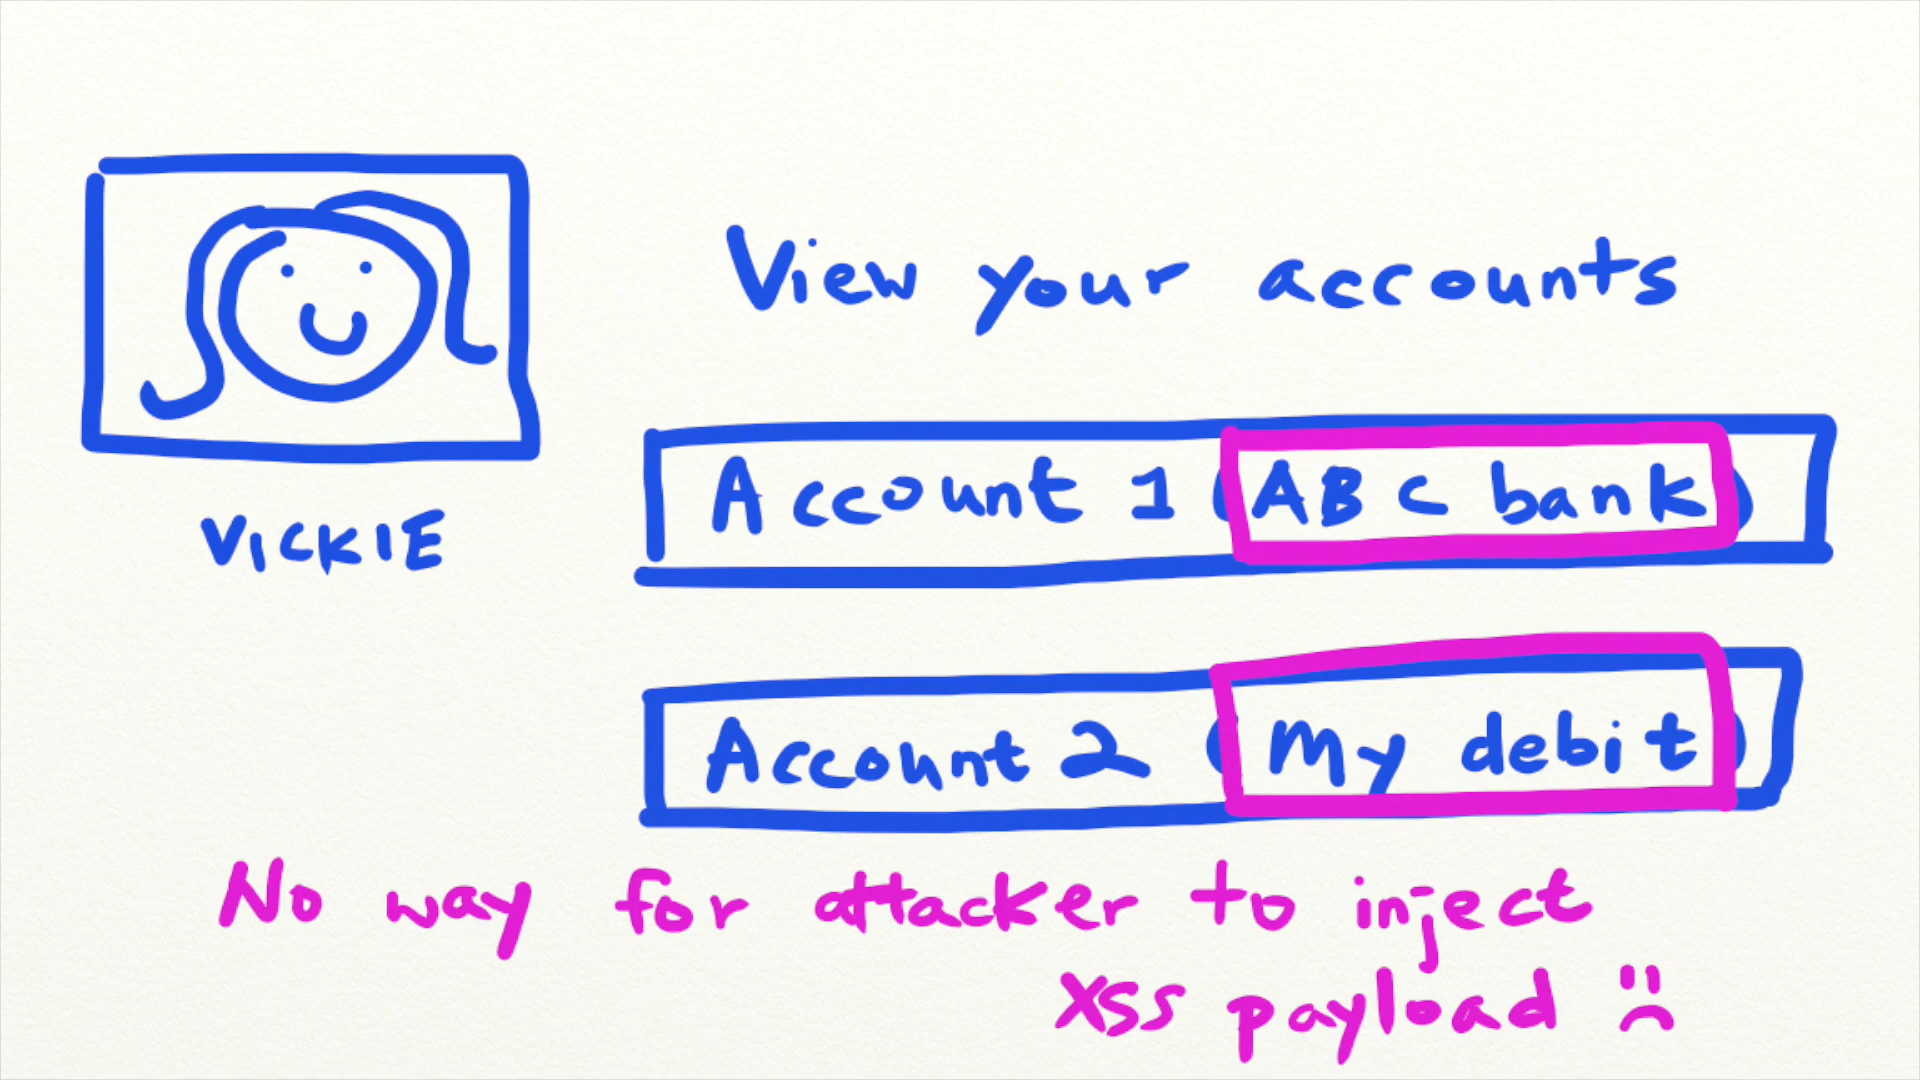 View your accounts
VICKIE
Account 1 (ABC bank)
Account 2 (My debit)
No way for attacker to inject
XSS payload